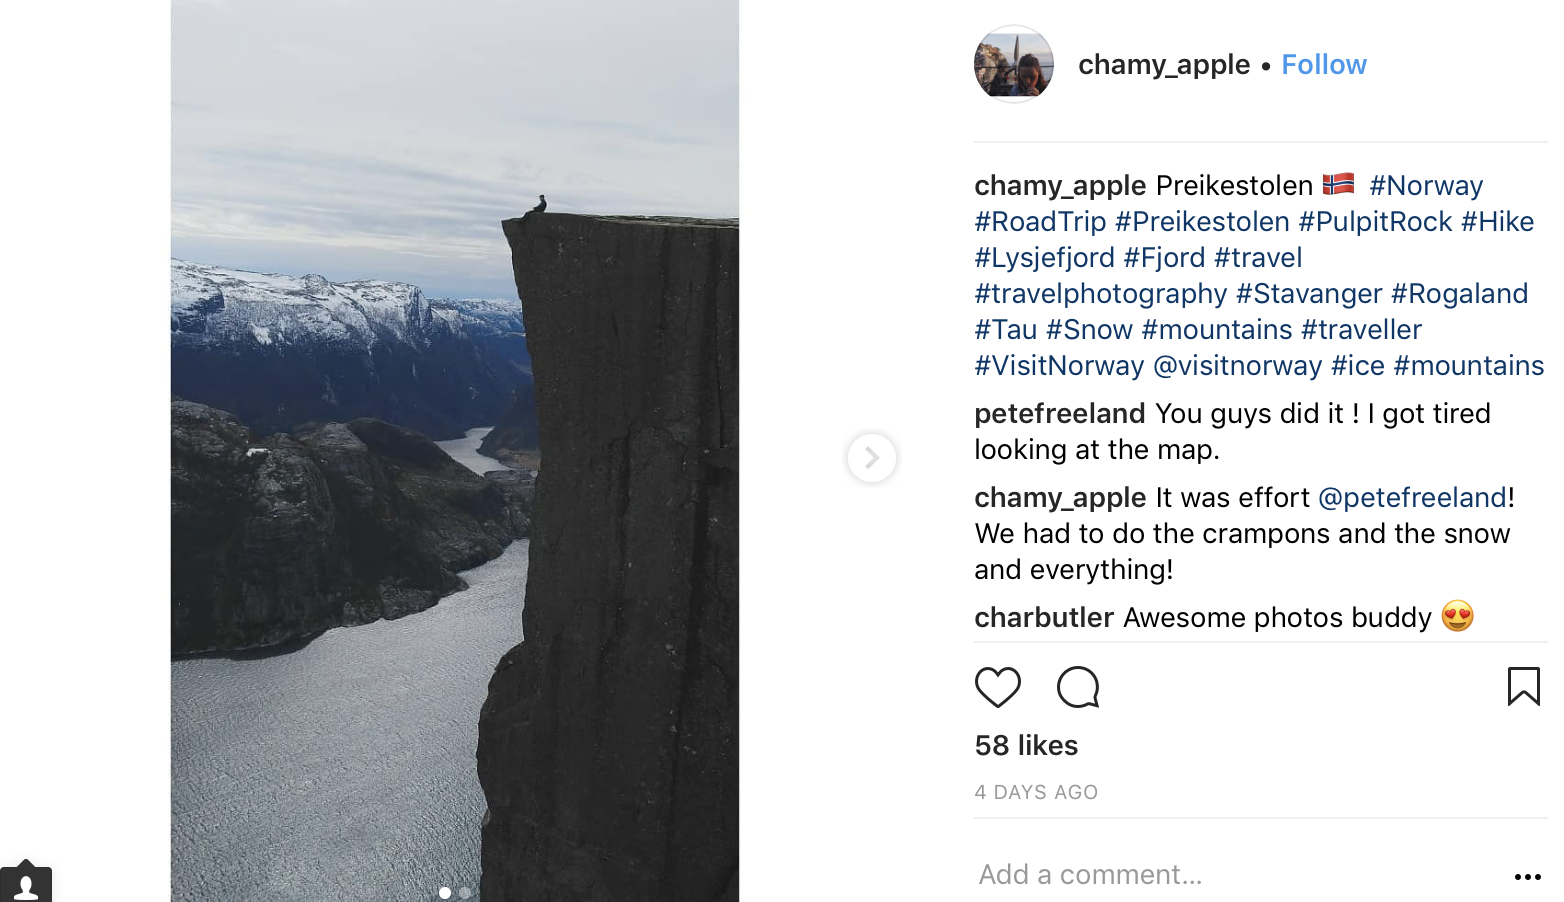 chamy_apple • Follow
chamy_apple Preikestolen 🇳🇴 #Norway
#RoadTrip #Preikestolen #PulpitRock #Hike
#Lysjefjord #Fjord #travel
#travelphotography #Stavanger #Rogaland
#Tau #Snow #mountains #traveller
#VisitNorway @visitnorway #ice #mountains
petefreeland You guys did it ! I got tired
looking at the map.
chamy_apple It was effort @petefreeland!
We had to do the crampons and the snow
and everything!
charbutler Awesome photos buddy 😍
58 likes
4 DAYS AGO
Add a comment...